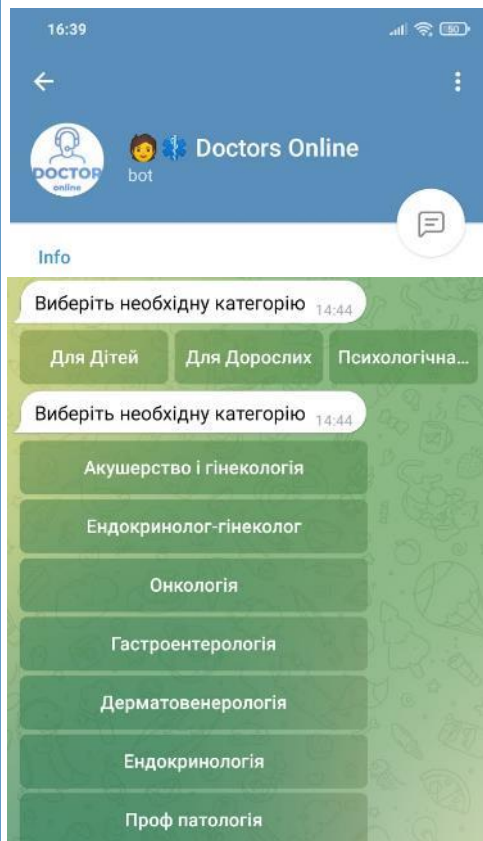 16:39
50
DOCTOR
online
Doctors Online
bot
Info
Виберіть необхідну категорію 14:44
Для Дітей Для Дорослих Психологічна...
Виберіть необхідну категорію 14:44
Акушерство і гінекологія
Ендокринолог-гінеколог
Онкологія
Гастроентерологія
Дерматовенерологія
Ендокринологія
Проф патологія